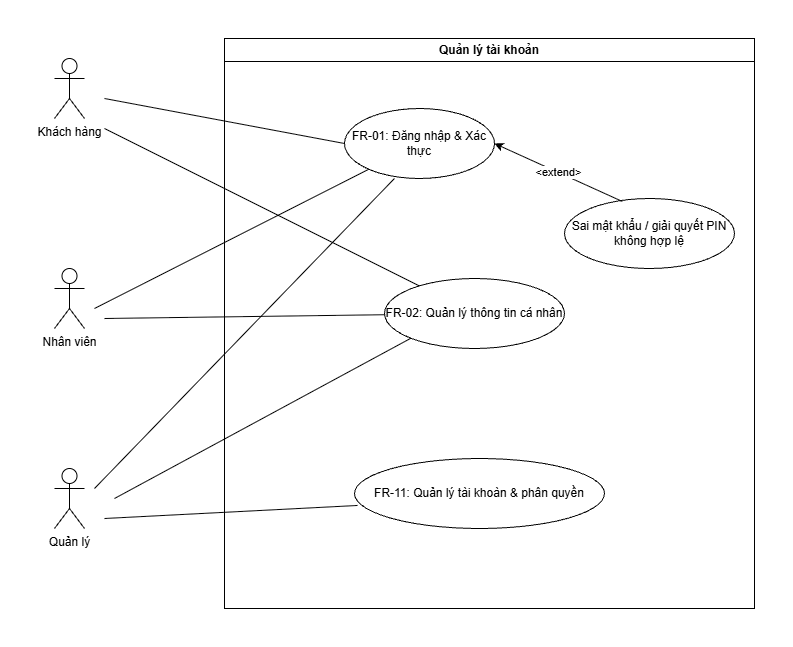 Quản lý tài khoản
Khách hàng
FR-01: Đăng nhập & Xác
thực
<extend>
Sai mật khẩu / giải quyết PIN
không hợp lệ
Nhân viên
FR-02: Quản lý thông tin cá nhân
Quản lý
FR-11: Quản lý tài khoản & phân quyền